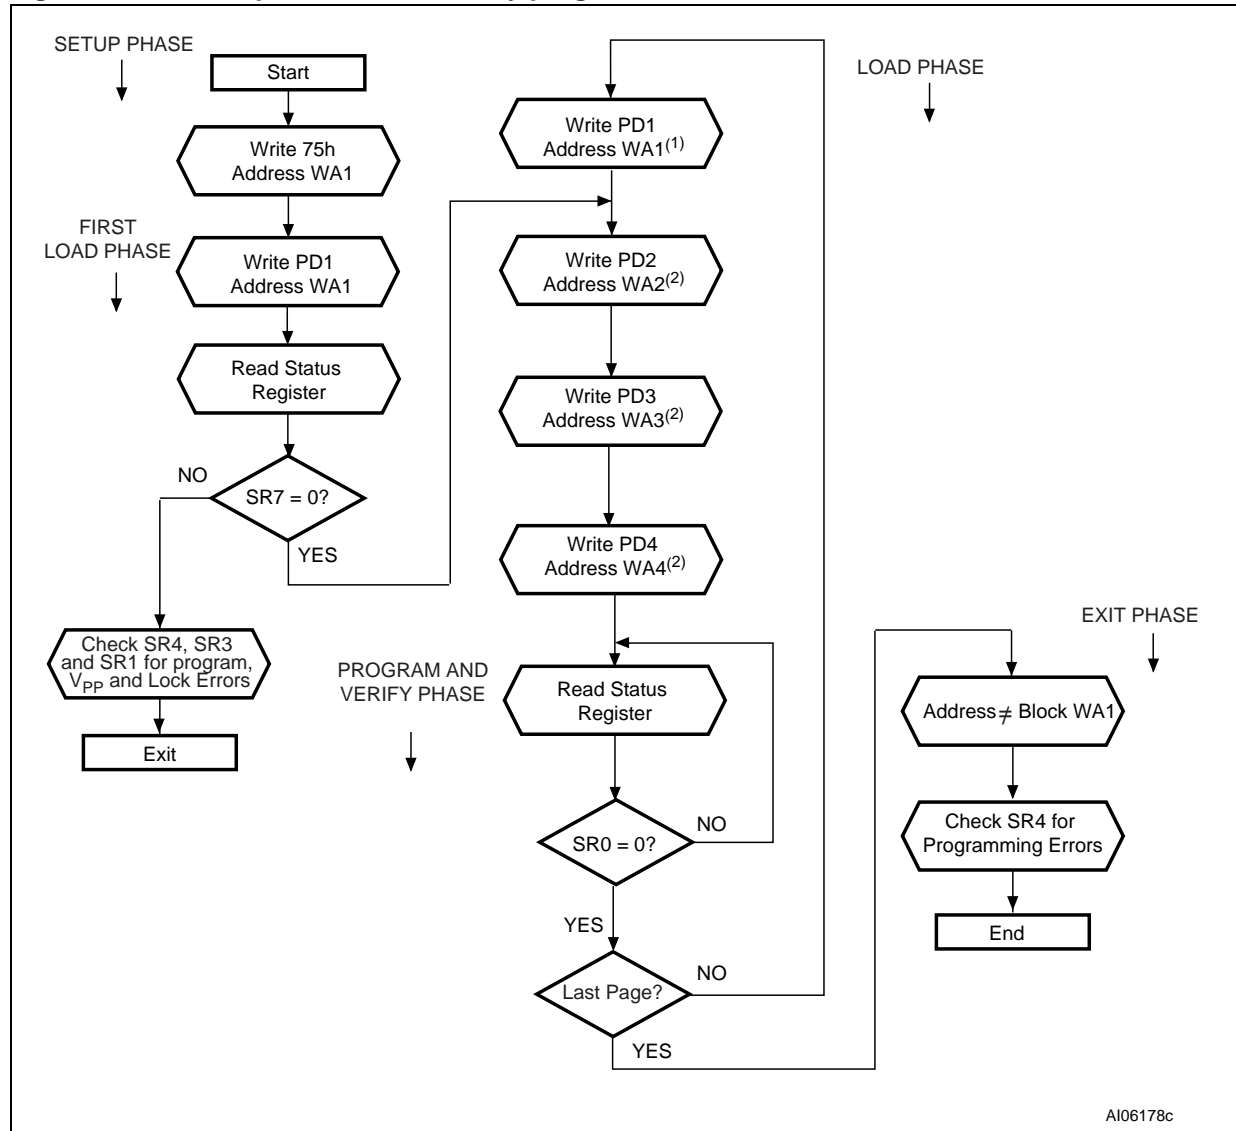 SETUP PHASE
Start
Write 75h
Address WA1
FIRST
LOAD PHASE
Write PD1
Address WA1
Read Status
Register
SR7 = 0?
NO
YES
Check SR4, SR3
and SR1 for program,
VPP and Lock Errors
Exit
LOAD PHASE
Write PD1
Address WA1(1)
Write PD2
Address WA2(2)
Write PD3
Address WA3(2)
Write PD4
Address WA4(2)
PROGRAM AND
VERIFY PHASE
Read Status
Register
SR0 = 0?
NO
YES
Last Page?
NO
YES
EXIT PHASE
Address ≠ Block WA1
Check SR4 for
Programming Errors
End
AI06178c